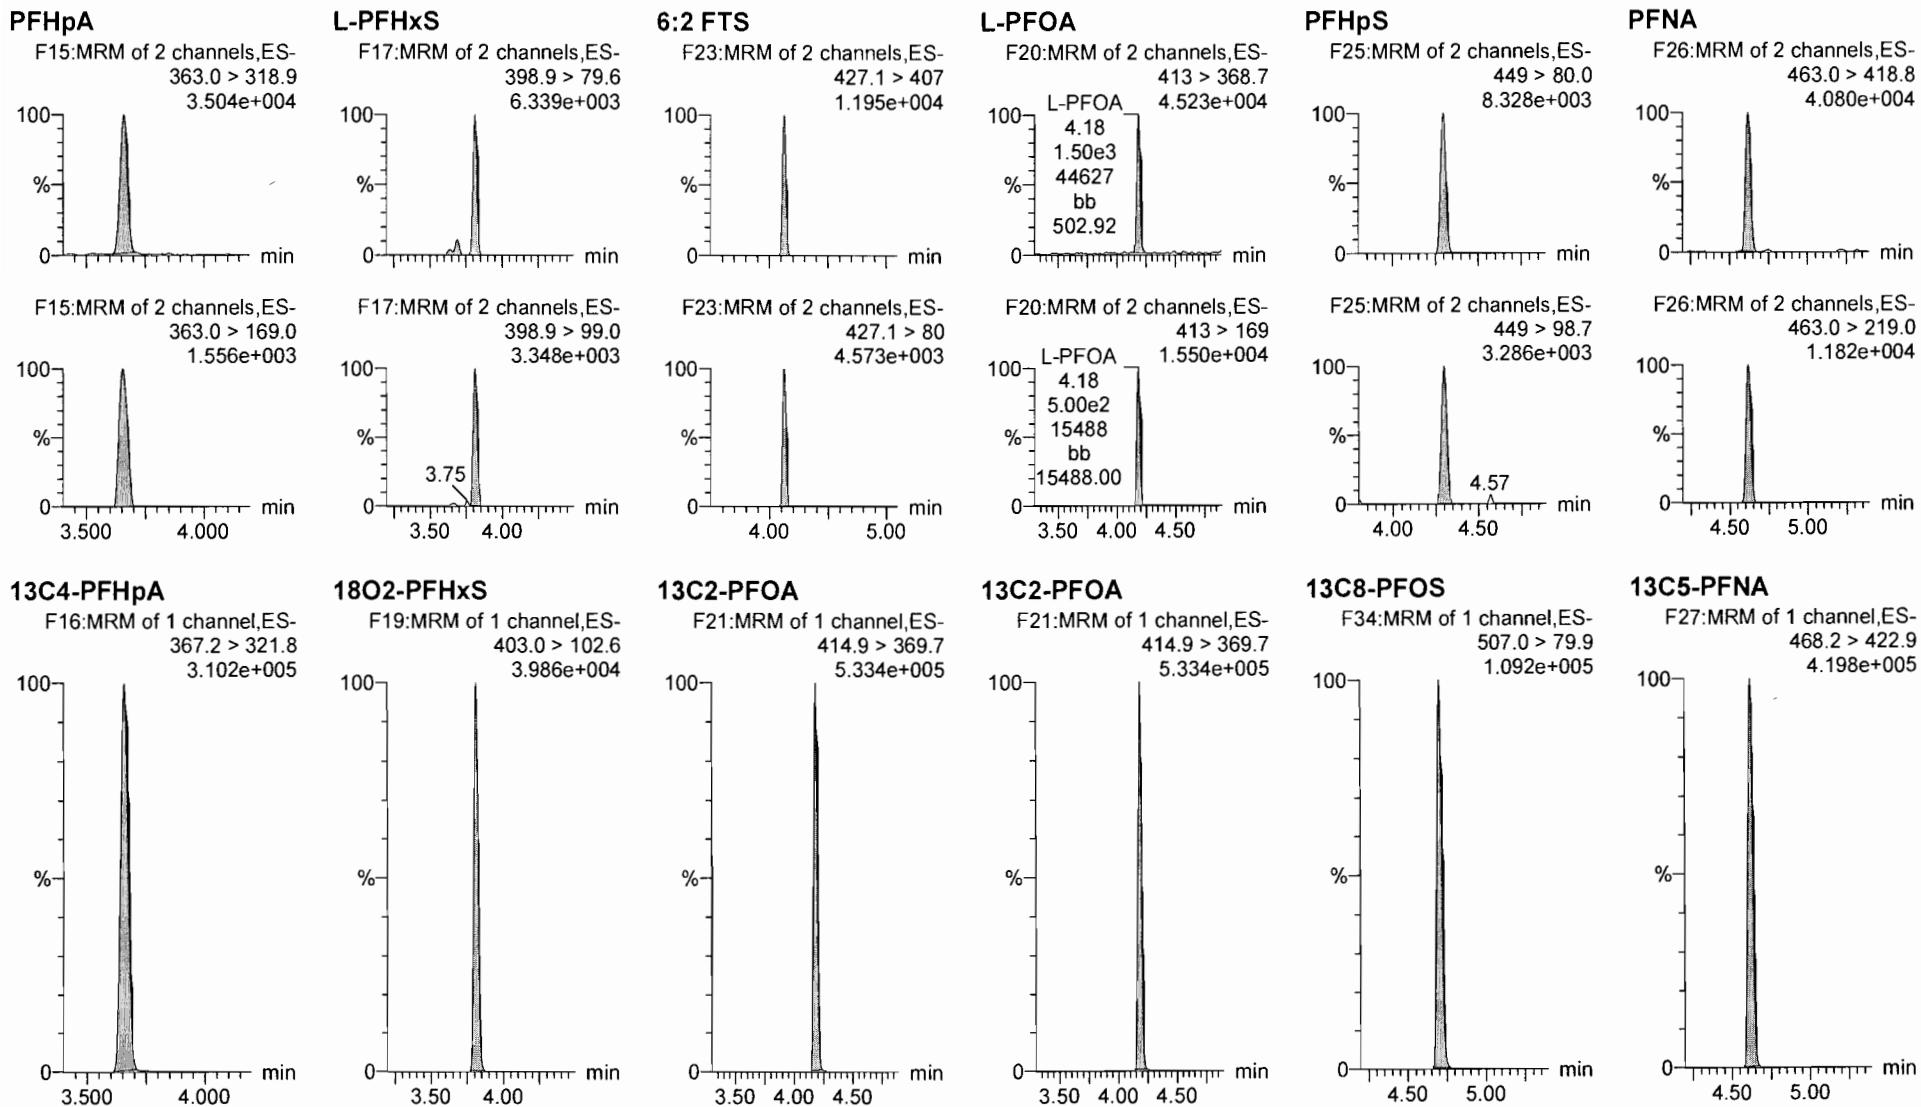 PFHpA
F15:MRM of 2 channels,ES-
363.0 > 318.9
3.504e+004
100
%
0
min
L-PFHxS
F17:MRM of 2 channels,ES-
398.9 > 79.6
6.339e+003
100
%
0
min
6:2 FTS
F23:MRM of 2 channels,ES-
427.1 > 407
1.195e+004
100
%
0
min
L-PFOA
F20:MRM of 2 channels,ES-
413 > 368.7
4.523e+004
L-PFOA
4.18
1.50e3
44627
bb
502.92
100
%
0
min
PFHpS
F25:MRM of 2 channels,ES-
449 > 80.0
8.328e+003
100
%
0
min
PFNA
F26:MRM of 2 channels,ES-
463.0 > 418.8
4.080e+004
100
%
0
min
F15:MRM of 2 channels,ES-
363.0 > 169.0
1.556e+003
100
%
0
min
3.500 4.000
F17:MRM of 2 channels,ES-
398.9 > 99.0
3.348e+003
100
%
3.75
0
min
3.50 4.00
F23:MRM of 2 channels,ES-
427.1 > 80
4.573e+003
100
%
0
min
4.00 5.00
F20:MRM of 2 channels,ES-
413 > 169
1.550e+004
L-PFOA
4.18
5.00e2
15488
bb
15488.00
100
%
0
min
3.50 4.00 4.50
F25:MRM of 2 channels,ES-
449 > 98.7
3.286e+003
100
%
4.57
0
min
4.00 4.50
F26:MRM of 2 channels,ES-
463.0 > 219.0
1.182e+004
100
%
0
min
4.50 5.00
13C4-PFHpA
F16:MRM of 1 channel,ES-
367.2 > 321.8
3.102e+005
100
%
0
min
3.500 4.000
18O2-PFHxS
F19:MRM of 1 channel,ES-
403.0 > 102.6
3.986e+004
100
%
0
min
3.50 4.00
13C2-PFOA
F21:MRM of 1 channel,ES-
414.9 > 369.7
5.334e+005
100
%
0
min
3.50 4.00 4.50
13C2-PFOA
F21:MRM of 1 channel,ES-
414.9 > 369.7
5.334e+005
100
%
0
min
3.50 4.00 4.50
13C8-PFOS
F34:MRM of 1 channel,ES-
507.0 > 79.9
1.092e+005
100
%
0
min
4.50 5.00
13C5-PFNA
F27:MRM of 1 channel,ES-
468.2 > 422.9
4.198e+005
100
%
0
min
4.50 5.00